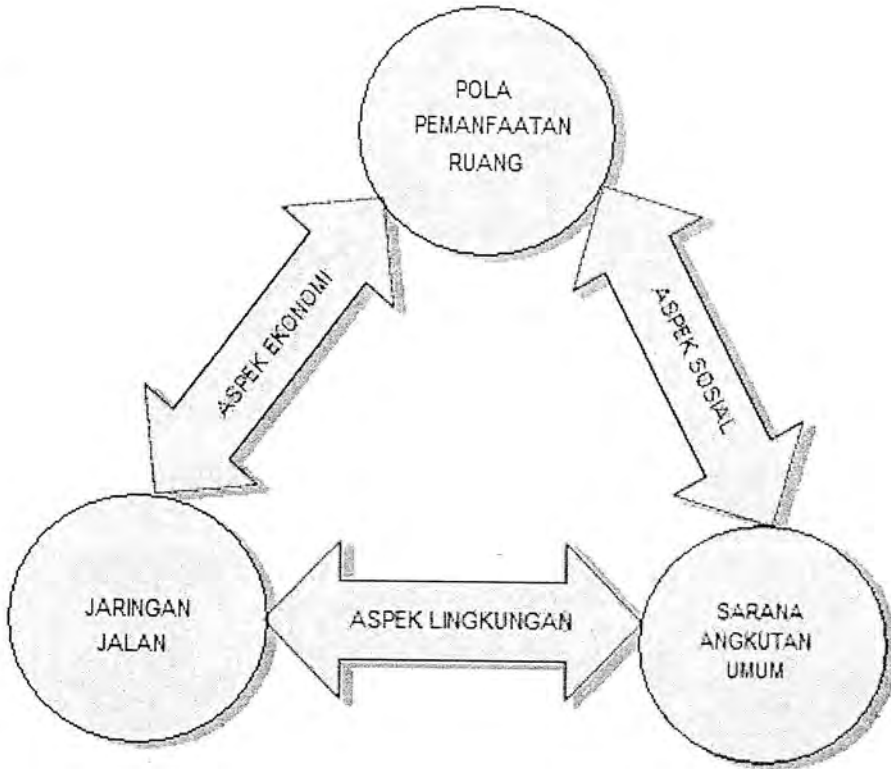 POLA
PEMANFAATAN
RUANG
ASPEK EKONOMI
ASPEK SOSIAL
JARINGAN
JALAN
ASPEK LINGKUNGAN
SARANA
ANGKUTAN
UMUM